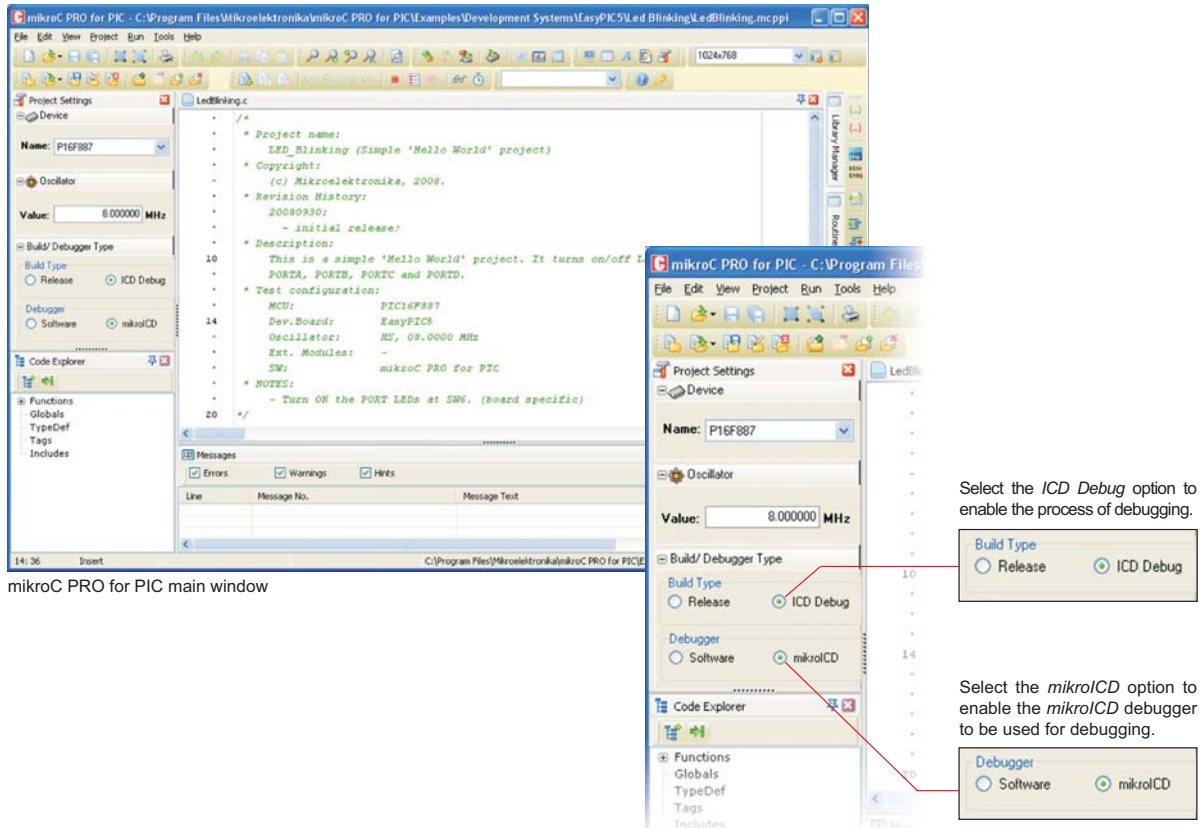 mikroC PRO for PIC - C:\Program Files\Mikroelektronika\mikroC PRO for PIC\Examples\Development Systems\EasyPIC5\Led Blinking\LedBlinking.mcppi
File Edit View Project Run Tools Help
1024x768
Project Settings
Device
Name: P16F887
Oscillator
Value: 8.000000 MHz
Build/ Debugger Type
Build Type
Release ICD Debug
Debugger
Software mikroICD
Code Explorer
Functions
Globals
TypeDef
Tags
Includes
LedBlinking.c
/*
* Project name:
LED_Blinking (Simple 'Hello World' project)
* Copyright:
(c) Mikroelektronika, 2008.
* Revision History:
20080930:
- initial release;
* Description:
10 This is a simple 'Hello World' project. It turns on/off L
PORTA, PORTB, PORTC and PORTD.
* Test configuration:
MCU: PIC16F887
14 Dev.Board: EasyPIC5
Oscillator: HS, 08.0000 MHz
Ext. Modules: -
SW: mikroC PRO for PIC
* NOTES:
- Turn ON the PORT LEDs at SW6. (board specific)
20 */
Library Manager
Routine
Messages
Errors Warnings Hints
Line Message No. Message Text
14: 36 Insert C:\Program Files\Mikroelektronika\mikroC PRO for PIC\E
mikroC PRO for PIC main window
mikroC PRO for PIC - C:\Program Files
File Edit View Project Run Tools Help
Project Settings
LedBli
Device
Name: P16F887
Oscillator
Value: 8.000000 MHz
Build/ Debugger Type
Build Type
10
Release ICD Debug
Debugger
Software mikroICD
14
Code Explorer
Functions
Globals
TypeDef
Tags
Includes
20
Select the ICD Debug option to
enable the process of debugging.
Build Type
Release ICD Debug
Select the mikroICD option to
enable the mikroICD debugger
to be used for debugging.
Debugger
Software mikroICD